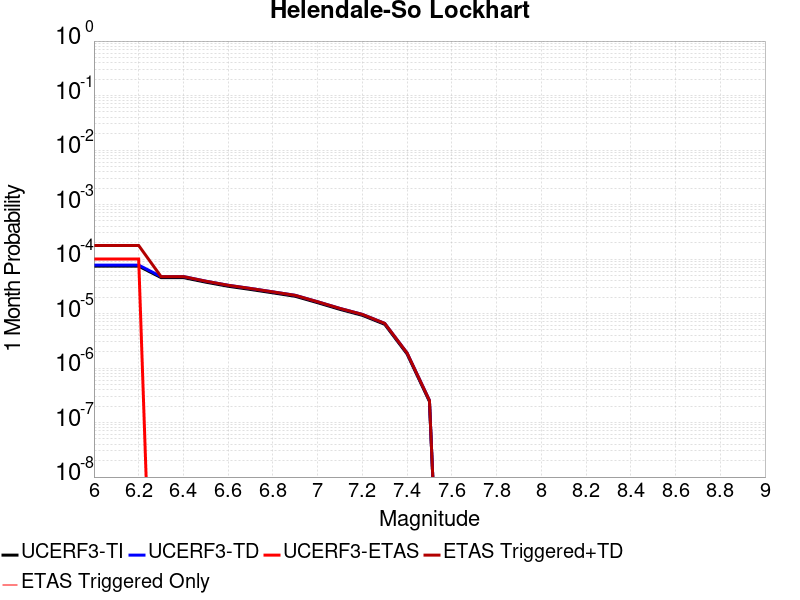 Helendale-So Lockhart
10^0
10^-1
10^-2
10^-3
10^-4
10^-5
10^-6
10^-7
10^-8
1 Month Probability
6 6.2 6.4 6.6 6.8 7 7.2 7.4 7.6 7.8 8 8.2 8.4 8.6 8.8 9
Magnitude
UCERF3-TI UCERF3-TD UCERF3-ETAS ETAS Triggered+TD
ETAS Triggered Only